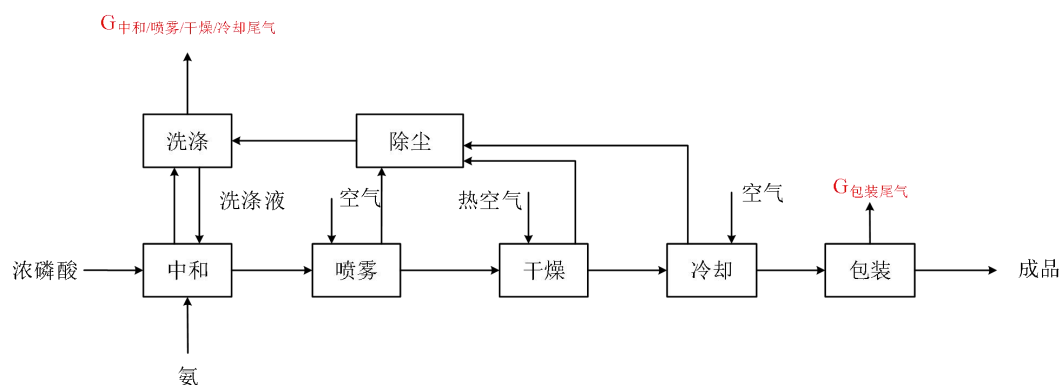 G中和/喷雾/干燥/冷却尾气
洗涤
除尘
洗涤液
空气
热空气
空气
G包装尾气
浓磷酸
中和
喷雾
干燥
冷却
包装
成品
氨